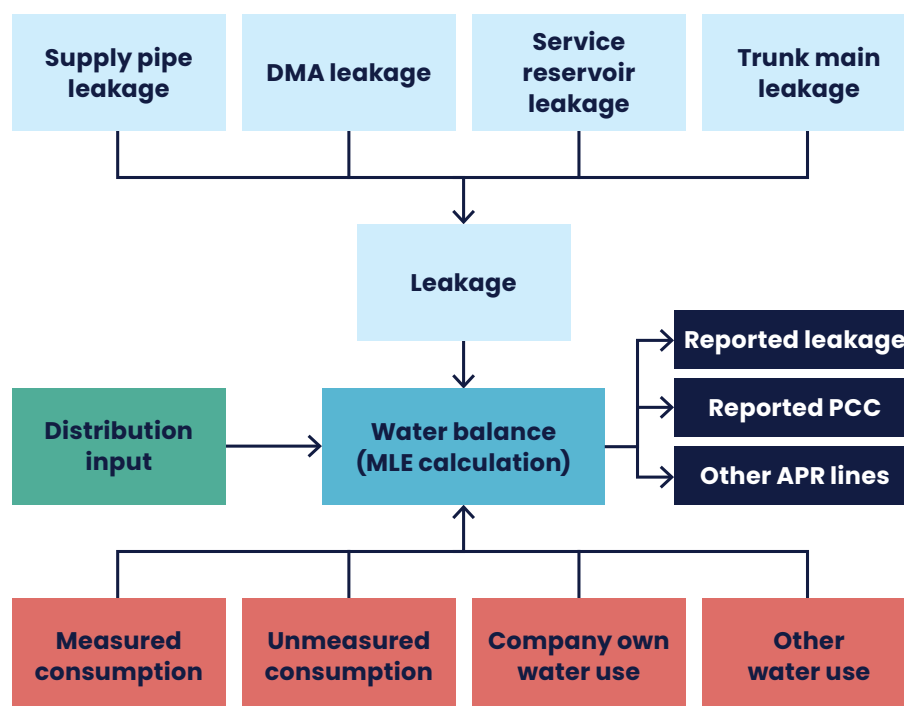 Supply pipe
leakage
DMA leakage
Service
reservoir
leakage
Trunk main
leakage
Leakage
Reported leakage
Reported PCC
Other APR lines
Distribution
input
Water balance
(MLE calculation)
Measured
consumption
Unmeasured
consumption
Company own
water use
Other
water use